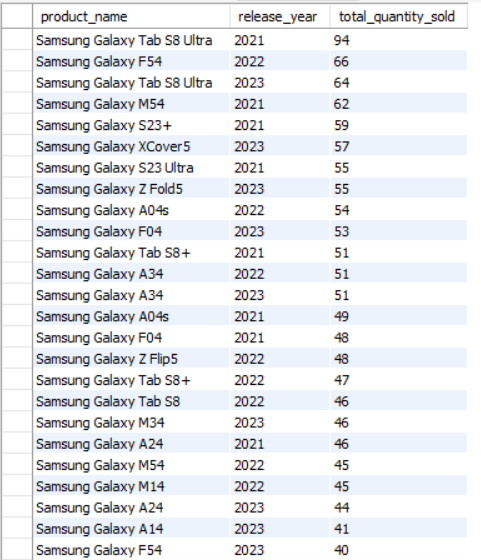 product_name release_year total_quantity_sold
Samsung Galaxy Tab S8 Ultra 2021 94
Samsung Galaxy F54 2022 66
Samsung Galaxy Tab S8 Ultra 2023 64
Samsung Galaxy M54 2021 62
Samsung Galaxy S23+ 2021 59
Samsung Galaxy XCover5 2023 57
Samsung Galaxy S23 Ultra 2021 55
Samsung Galaxy Z Fold5 2023 55
Samsung Galaxy A04s 2022 54
Samsung Galaxy F04 2023 53
Samsung Galaxy Tab S8+ 2021 51
Samsung Galaxy A34 2022 51
Samsung Galaxy A34 2023 51
Samsung Galaxy A04s 2021 49
Samsung Galaxy F04 2021 48
Samsung Galaxy Z Flip5 2022 48
Samsung Galaxy Tab S8+ 2022 47
Samsung Galaxy Tab S8 2022 46
Samsung Galaxy M34 2023 46
Samsung Galaxy A24 2021 46
Samsung Galaxy M54 2022 45
Samsung Galaxy M14 2022 45
Samsung Galaxy A24 2023 44
Samsung Galaxy A14 2023 41
Samsung Galaxy F54 2023 40